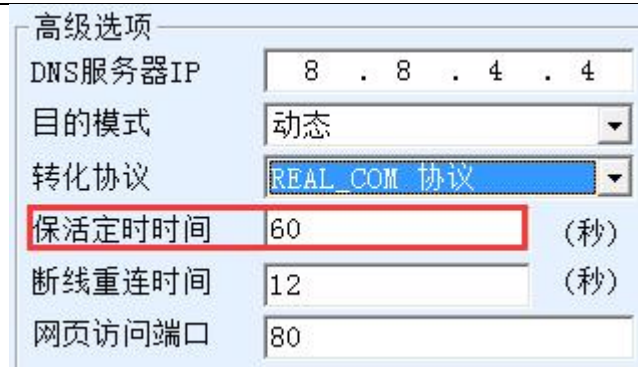 高级选项
DNS服务器IP 8 . 8 . 4 . 4
目的模式 动态
转化协议 REAL_COM 协议
保活定时时间 60 (秒)
断线重连时间 12 (秒)
网页访问端口 80